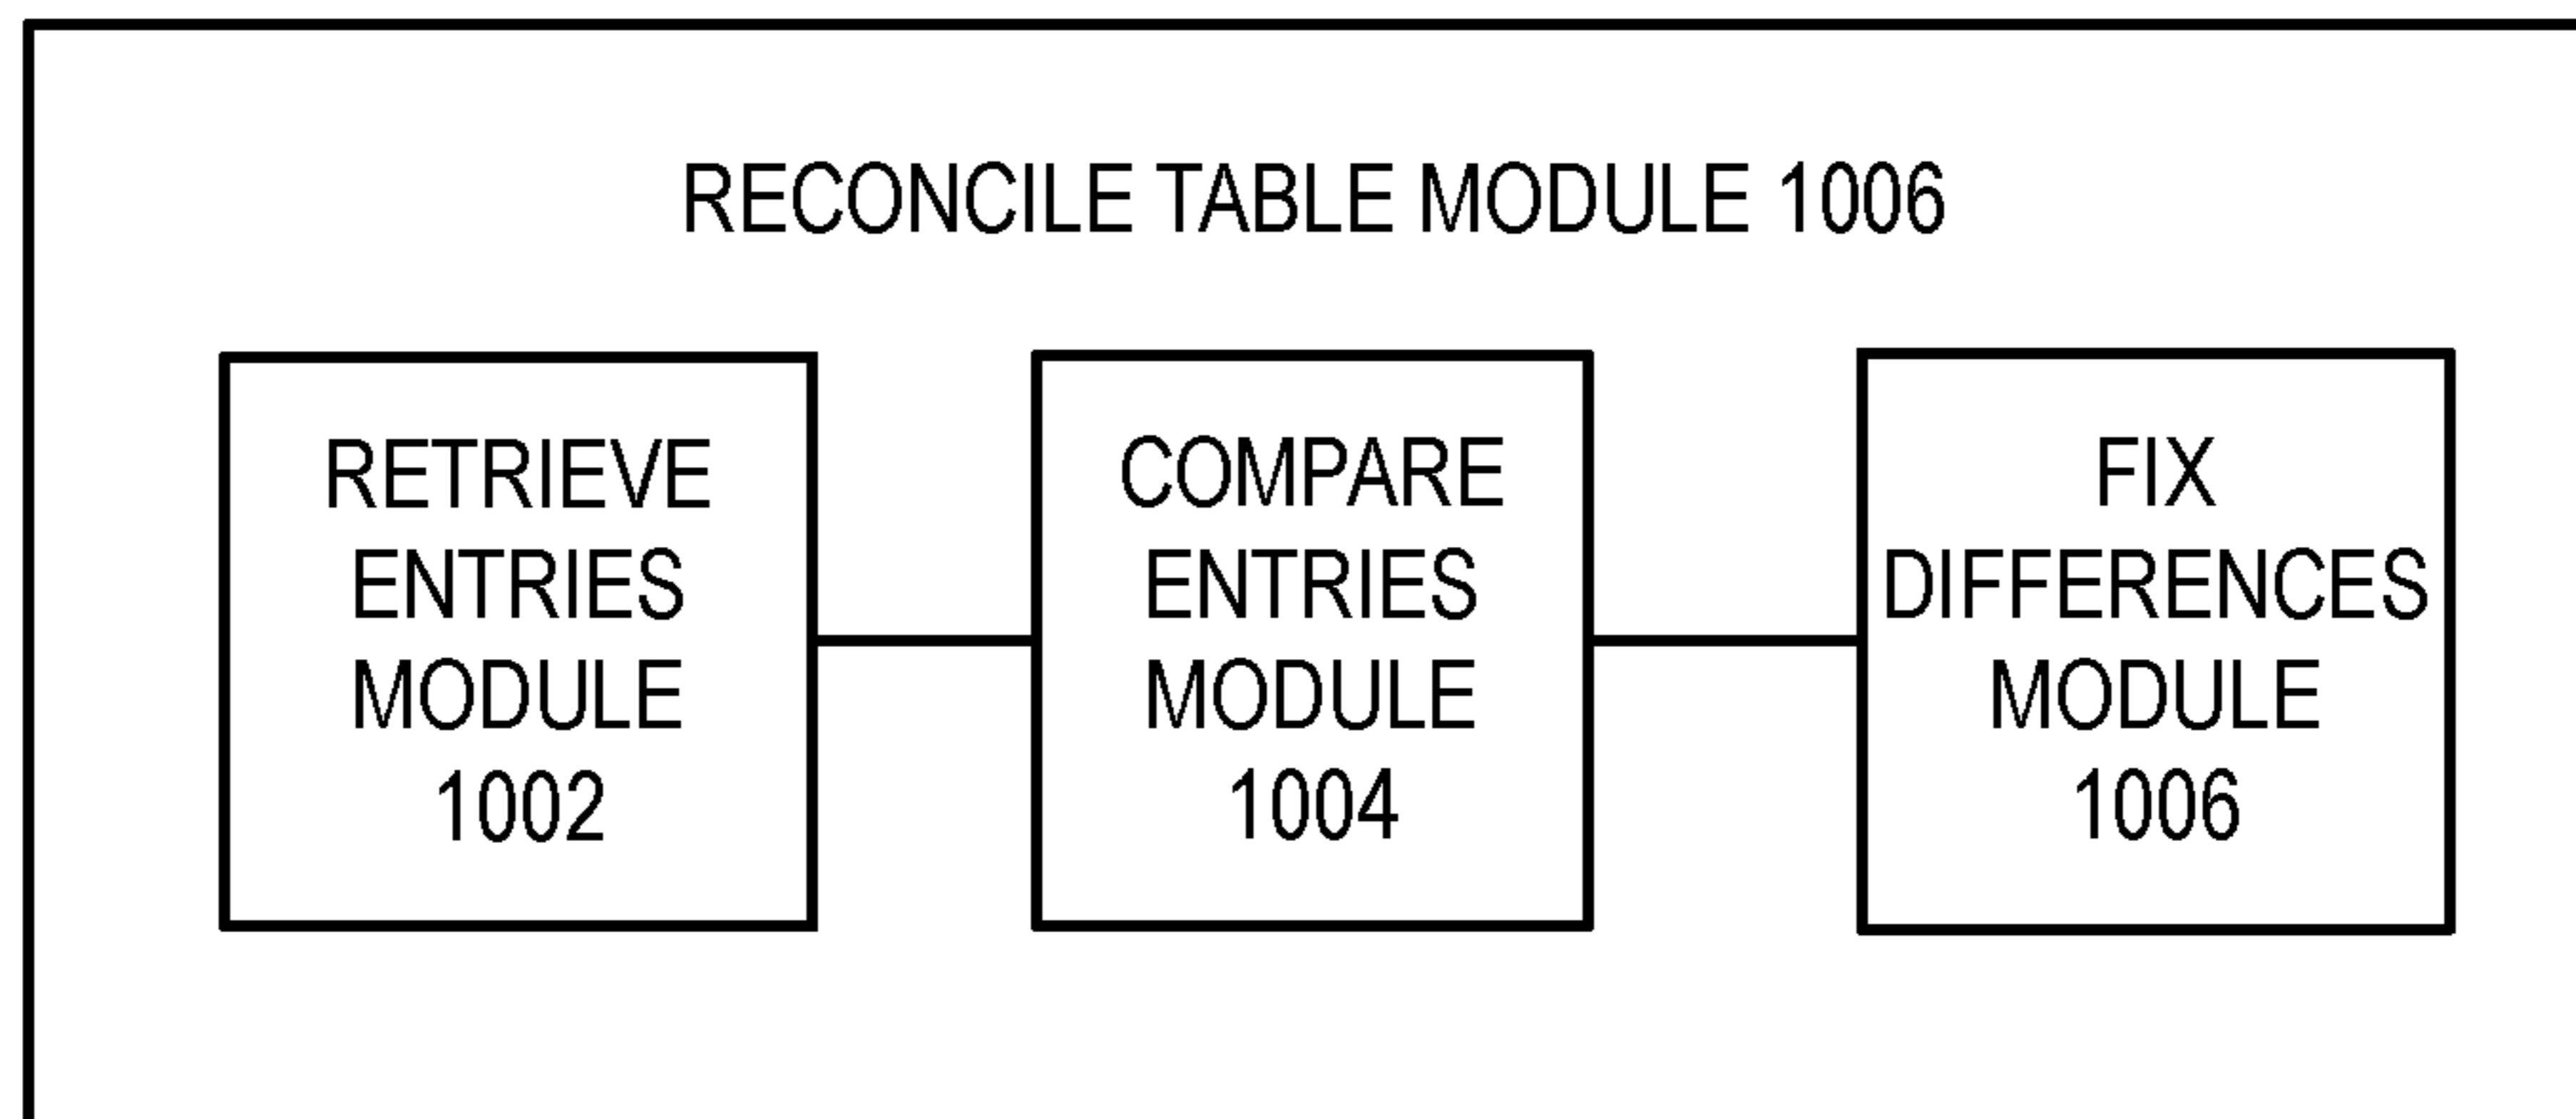 RECONCILE TABLE MODULE 1006
RETRIEVE
ENTRIES
MODULE
1002
COMPARE
ENTRIES
MODULE
1004
FIX
DIFFERENCES
MODULE
1006